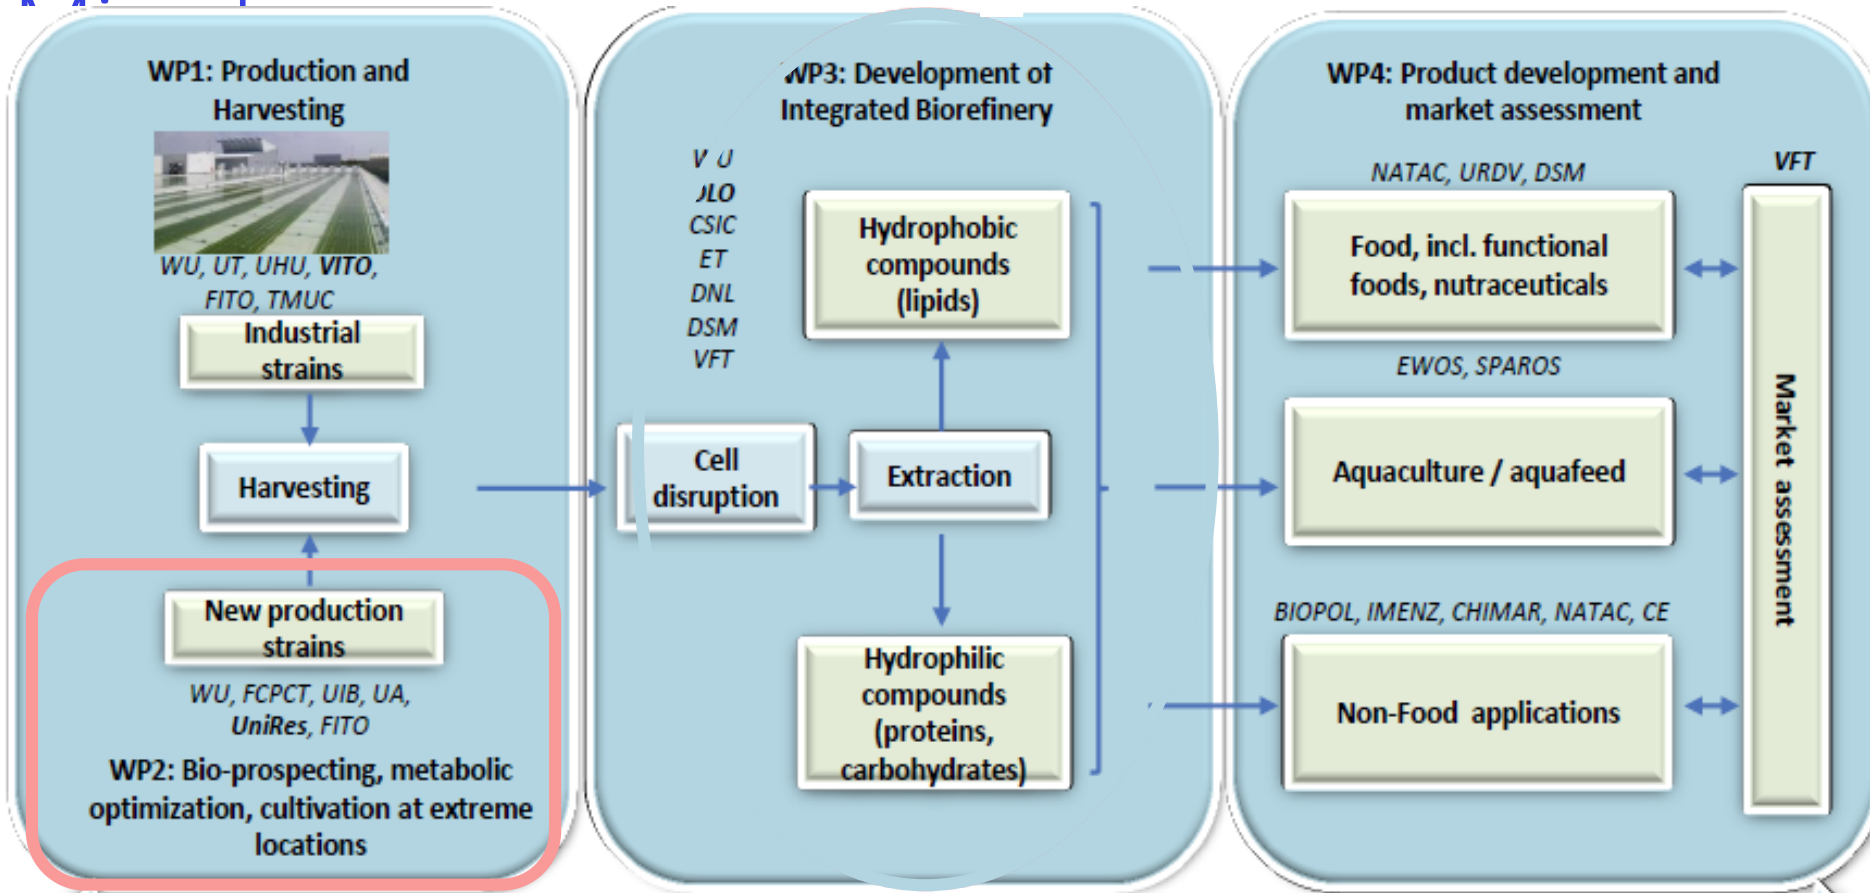 WP1: Production and
Harvesting
WU, UT, UHU, VITO,
FITO, TMUC
Industrial
strains
Harvesting
New production
strains
WU, FCPCT, UIB, UA,
UniRes, FITO
WP2: Bio-prospecting, metabolic
optimization, cultivation at extreme
locations
WP3: Development of
Integrated Biorefinery
CSIC
ET
DNL
DSM
VFT
Hydrophobic
compounds
(lipids)
Cell
disruption
Extraction
Hydrophilic
compounds
(proteins,
carbohydrates)
WP4: Product development and
market assessment
NATAC, URDV, DSM
VFT
Food, incl. functional
foods, nutraceuticals
EWOS, SPAROS
Aquaculture / aquafeed
BIOPOL, IMENZ, CHIMAR, NATAC, CE
Non-Food applications
Market assessment